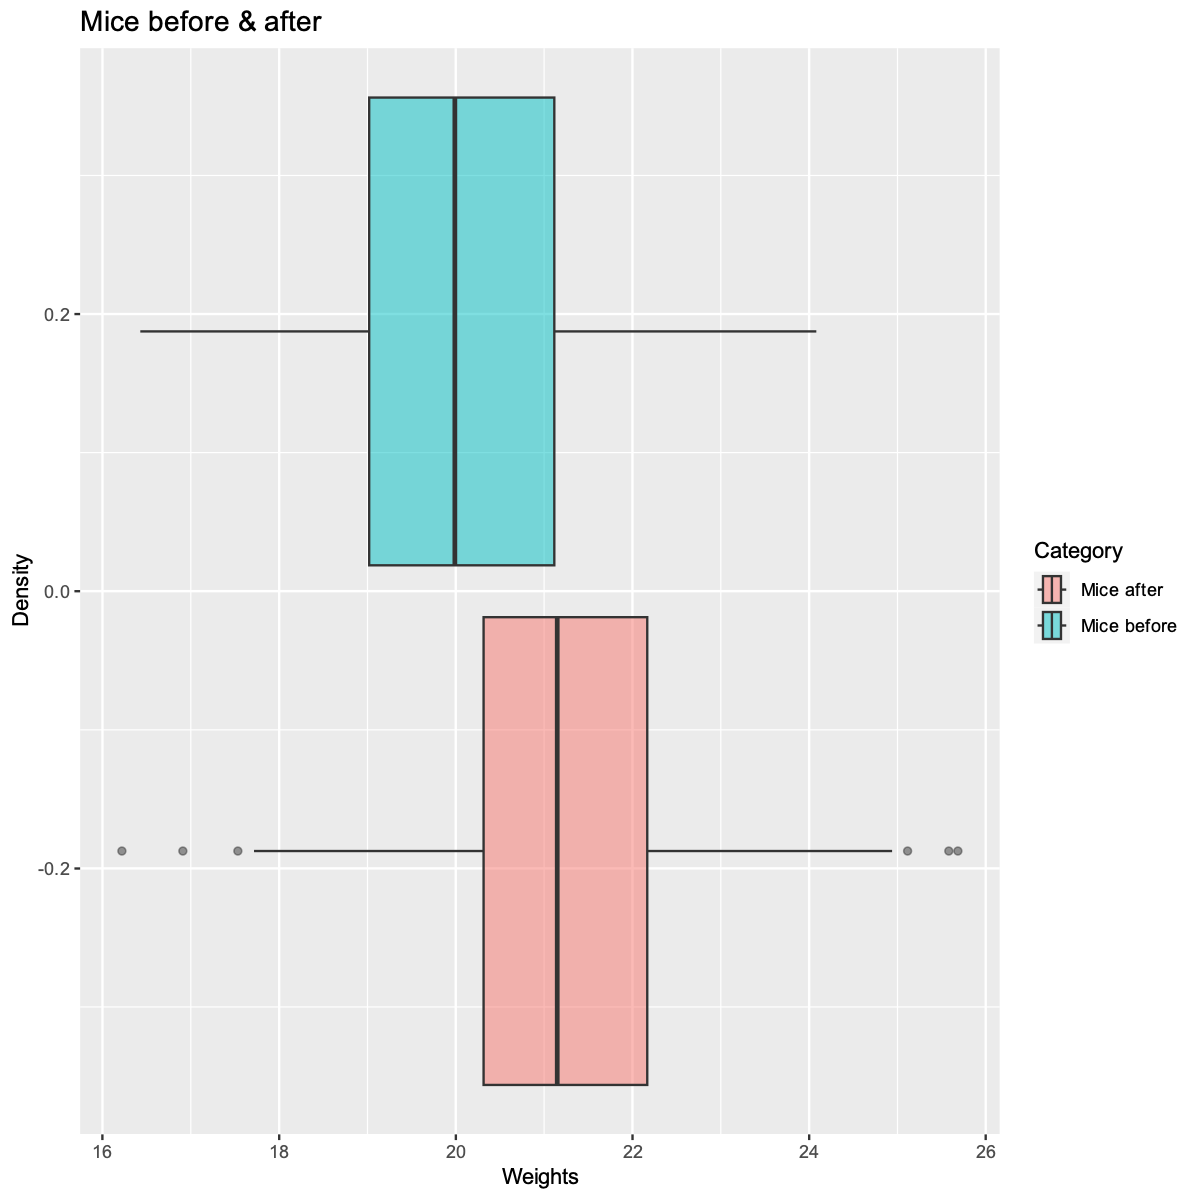 Mice before & after
0.2
0.0
-0.2
Density
16 18 20 22 24 26
Weights
Category
Mice after
Mice before